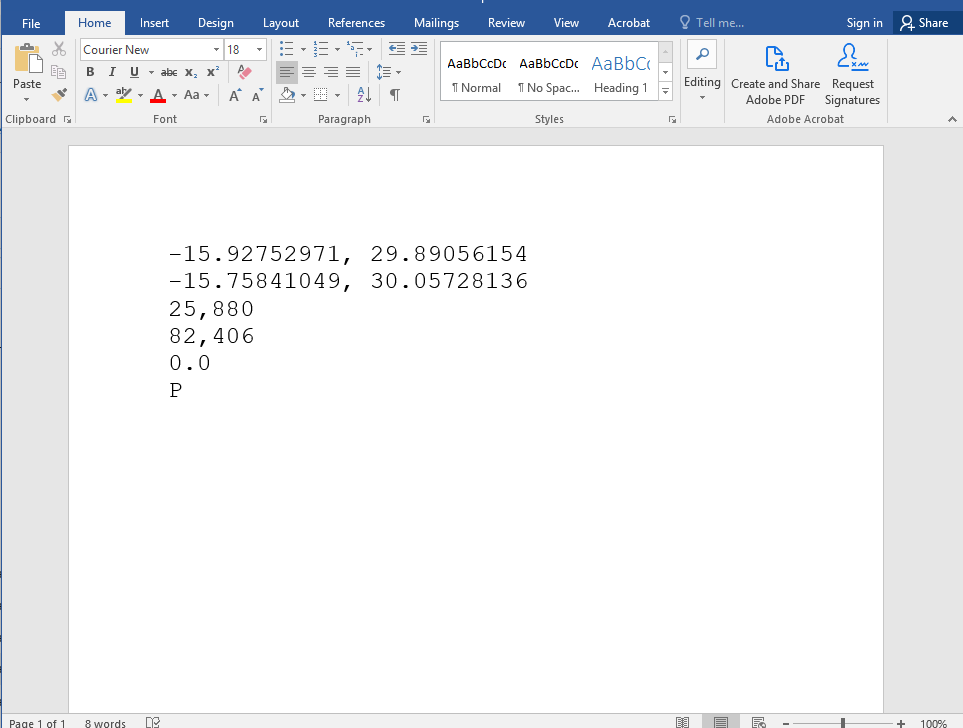 File Home Insert Design Layout References Mailings Review View Acrobat Tell me... Sign in Share
Courier New 18
Paste
B I U abc x₂ x²
A ab A Aa A A
AaBbCcDc AaBbCcDc AaBbCc
¶ Normal ¶ No Spac... Heading 1
Editing
Create and Share Adobe PDF
Request Signatures
Clipboard Font Paragraph Styles Adobe Acrobat
-15.92752971, 29.89056154
-15.75841049, 30.05728136
25,880
82,406
0.0
P
Page 1 of 1 8 words 100%